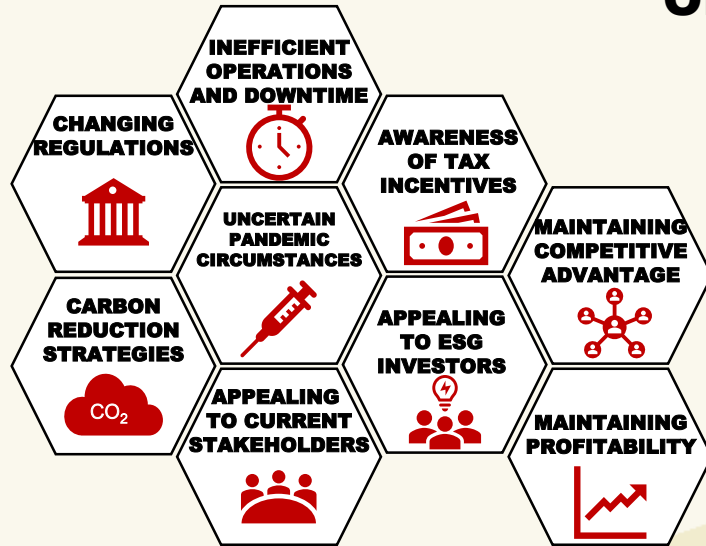 INEFFICIENT
OPERATIONS
AND DOWNTIME
CHANGING
REGULATIONS
AWARENESS
OF TAX
INCENTIVES
UNCERTAIN
PANDEMIC
CIRCUMSTANCES
MAINTAINING
COMPETITIVE
ADVANTAGE
CARBON
REDUCTION
STRATEGIES
CO₂
APPEALING
TO ESG
INVESTORS
APPEALING
TO CURRENT
STAKEHOLDERS
MAINTAINING
PROFITABILITY